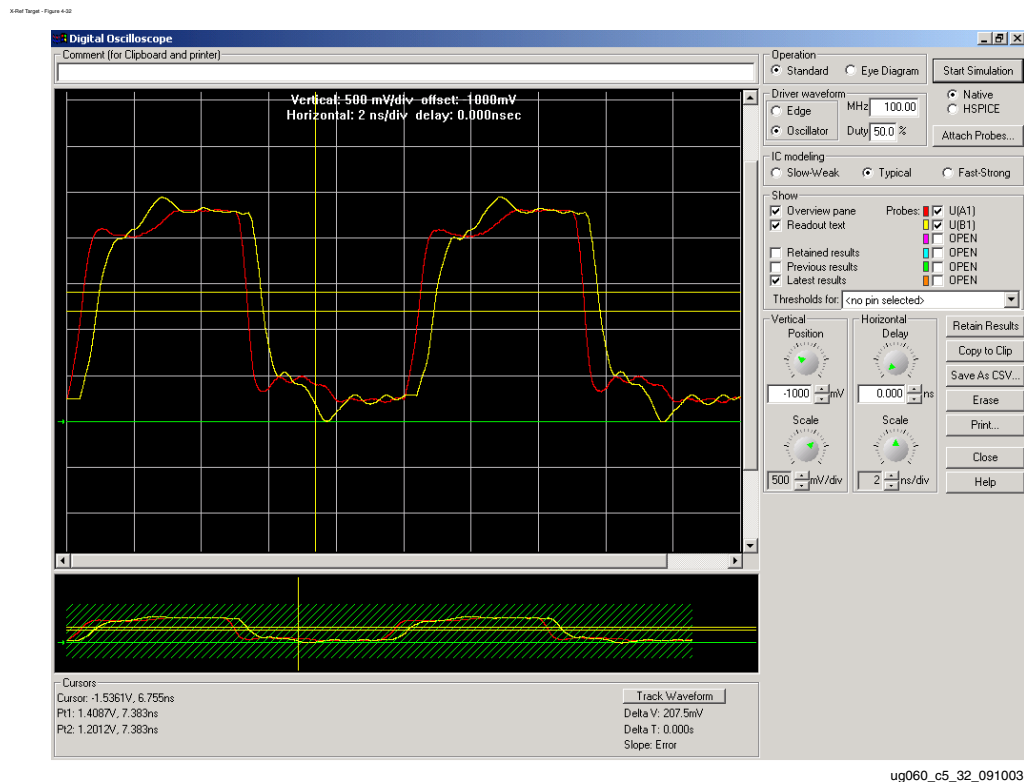 X-Ref Target - Figure 4-32
Digital Oscilloscope
Comment (for Clipboard and printer)
Vertical: 500 mV/div offset: 1000mV
Horizontal: 2 ns/div delay: 0.000nsec
Operation
Standard Eye Diagram
Start Simulation
Driver waveform
Edge
Oscillator
MHz 100.00
Duty 50.0 %
Native
HSPICE
Attach Probes...
IC modeling
Slow-Weak Typical Fast-Strong
Show
Overview pane Probes: U(A1)
Readout text U(B1)
OPEN
Retained results OPEN
Previous results OPEN
Latest results OPEN
Thresholds for: <no pin selected>
Vertical
Position
-1000 mV
Scale
500 mV/div
Horizontal
Delay
0.000 ns
Scale
2 ns/div
Retain Results
Copy to Clip
Save As CSV...
Erase
Print...
Close
Help
Cursors
Cursor: -1.5361V, 6.755ns
Pt1: 1.4087V, 7.383ns
Pt2: 1.2012V, 7.383ns
Track Waveform
Delta V: 207.5mV
Delta T: 0.000s
Slope: Error
ug060_c5_32_091003